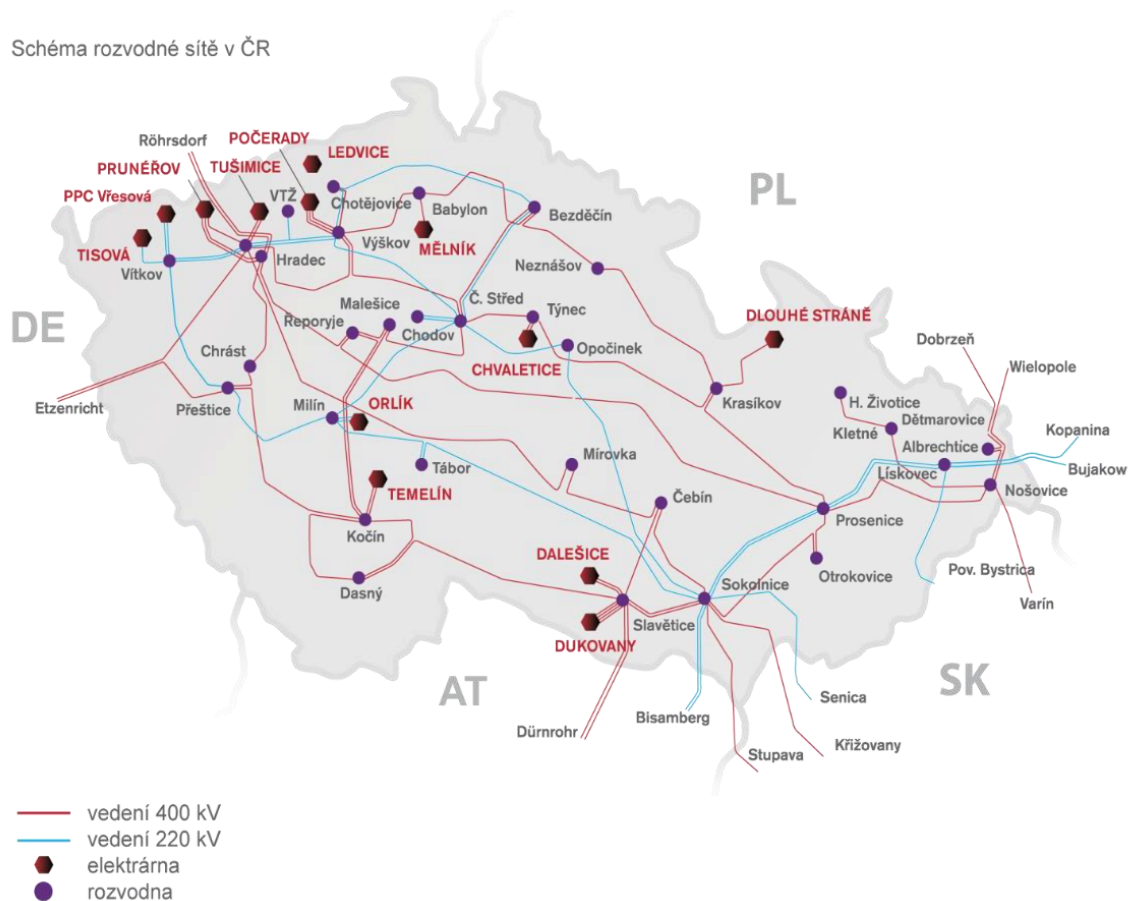 Schéma rozvodné sítě v ČR
POČERADY
Röhrsdorf
LEDVICE
PRUNÉŘOV
TUŠIMICE
PPC Vřesová
VTŽ
Chotějovice
Babylon
Bezděčín
PL
Výškov
MĚLNÍK
TISOVÁ
Vítkov
Hradec
Neznášov
DE
Malešice
Č. Střed
Týnec
DLOUHÉ STRÁNĚ
Řeporyje
Chodov
Opočinek
Dobrzeń
CHVALETICE
Chrást
Wielopole
Etzenricht
Přeštice
Milín
ORLÍK
Krasíkov
H. Životice
Dětmarovice
Kletné
Kopanina
Albrechtice
Mírovka
Tábor
Lískovec
Bujakow
TEMELÍN
Čebín
Nošovice
Kočín
Prosenice
DALEŠICE
Otrokovice
Dasný
Sokolnice
Pov. Bystrica
Varín
Slavětice
DUKOVANY
AT
SK
Senica
Bisamberg
Dürnrohr
Stupava
Křižovany
vedení 400 kV
vedení 220 kV
elektrárna
rozvodna